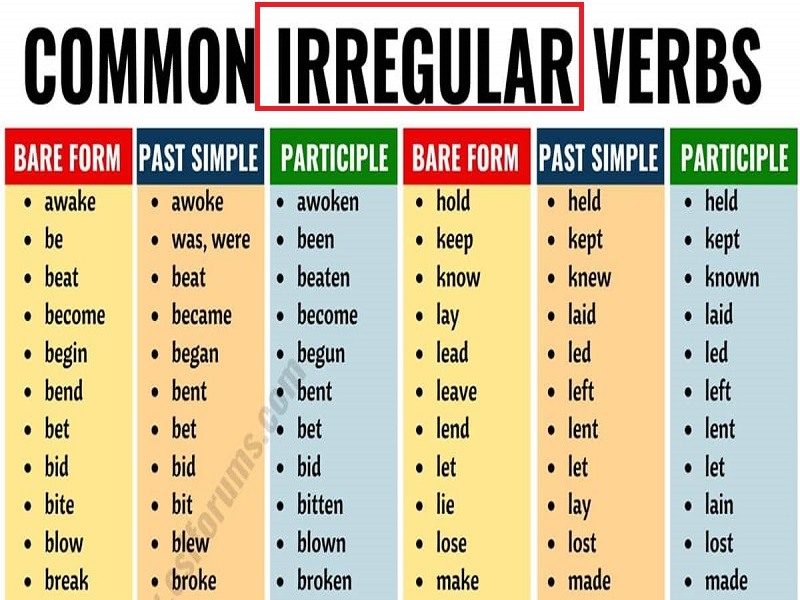 COMMON IRREGULAR VERBS
BARE FORM PAST SIMPLE PARTICIPLE BARE FORM PAST SIMPLE PARTICIPLE
• awake • awoke • awoken • hold • held • held
• be • was, were • been • keep • kept • kept
• beat • beat • beaten • know • knew • known
• become • became • become • lay • laid • laid
• begin • began • begun • lead • led • led
• bend • bent • bent • leave • left • left
• bet • bet • bet • lend • lent • lent
• bid • bid • bid • let • let • let
• bite • bit • bitten • lie • lay • lain
• blow • blew • blown • lose • lost • lost
• break • broke • broken • make • made • made